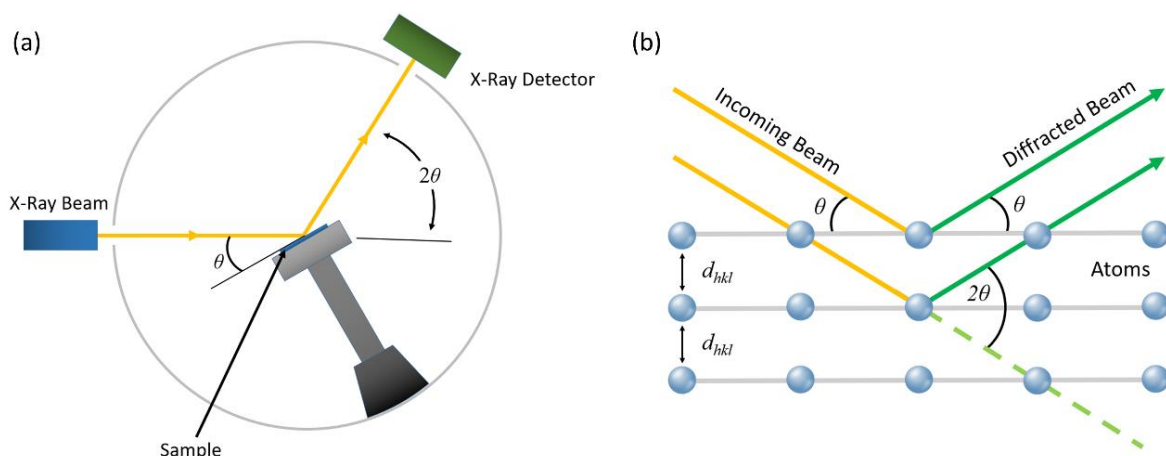 (a)
X-Ray Detector
2θ
X-Ray Beam
θ
Sample
(b)
Incoming Beam
Diffracted Beam
θ
θ
d_hkl
Atoms
2θ
d_hkl